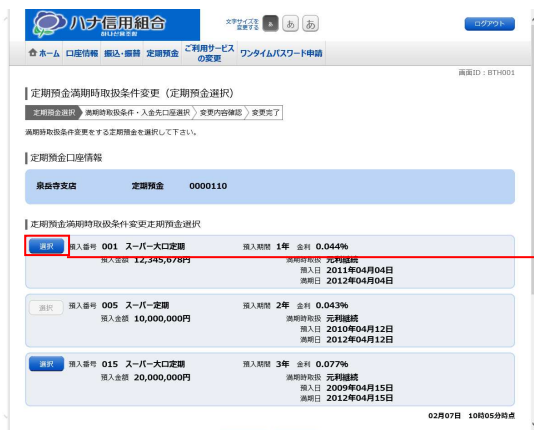 ハナ信用組合
하나신용조합
文字サイズを変更する あ あ あ
ログアウト
ホーム 口座情報 振込・振替 定期預金 ご利用サービスの変更 ワンタイムパスワード申請
画面ID：BTH001
定期預金満期時取扱条件変更（定期預金選択）
定期預金選択 満期時取扱条件・入金先口座選択 変更内容確認 変更完了
満期時取扱条件変更をする定期預金を選択して下さい。
定期預金口座情報
泉岳寺支店 定期預金 0000110
定期預金満期時取扱条件変更定期預金選択
選択 預入番号 001 スーパー大口定期 預入期間 1年 金利 0.044%
預入金額 12,345,678円 満期時取扱 元利継続
預入日 2011年04月04日
満期日 2012年04月04日
選択 預入番号 005 スーパー定期 預入期間 2年 金利 0.043%
預入金額 10,000,000円 満期時取扱 元利継続
預入日 2010年04月12日
満期日 2012年04月12日
選択 預入番号 015 スーパー大口定期 預入期間 3年 金利 0.077%
預入金額 20,000,000円 満期時取扱 元利継続
預入日 2009年04月15日
満期日 2012年04月15日
02月07日 10時05分時点